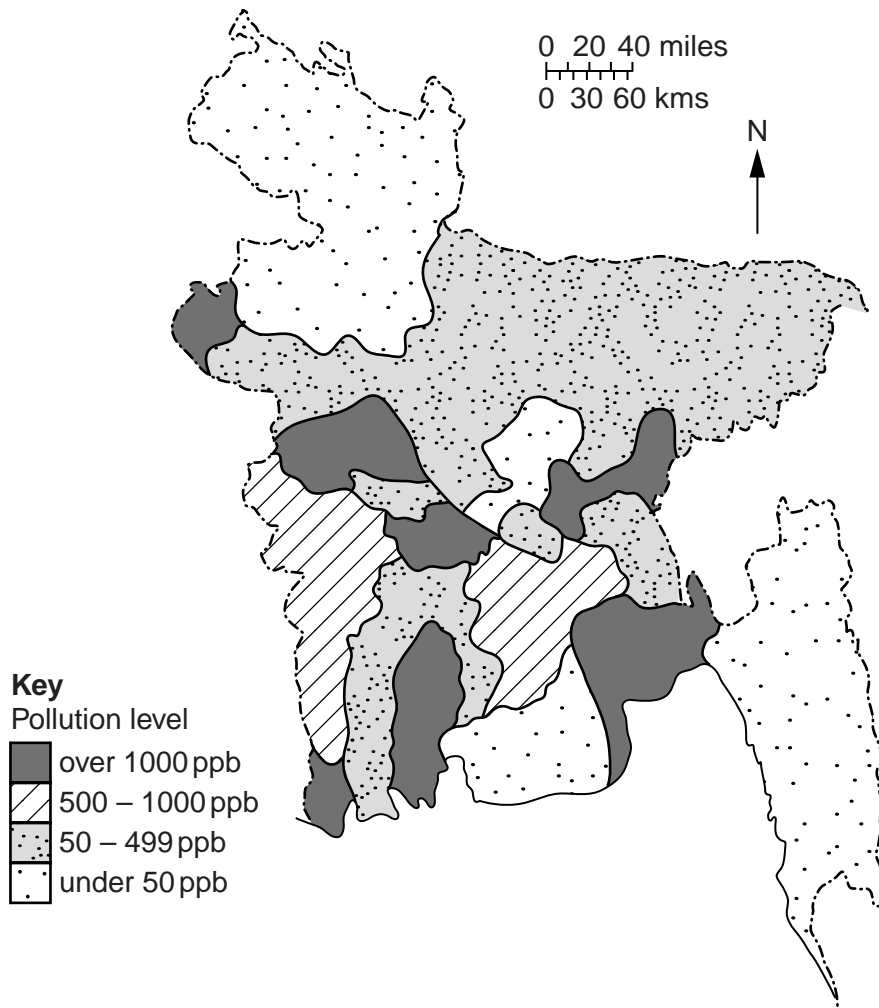 0 20 40 miles
0 30 60 kms
N
Key
Pollution level
over 1000 ppb
500 – 1000 ppb
50 – 499 ppb
under 50 ppb